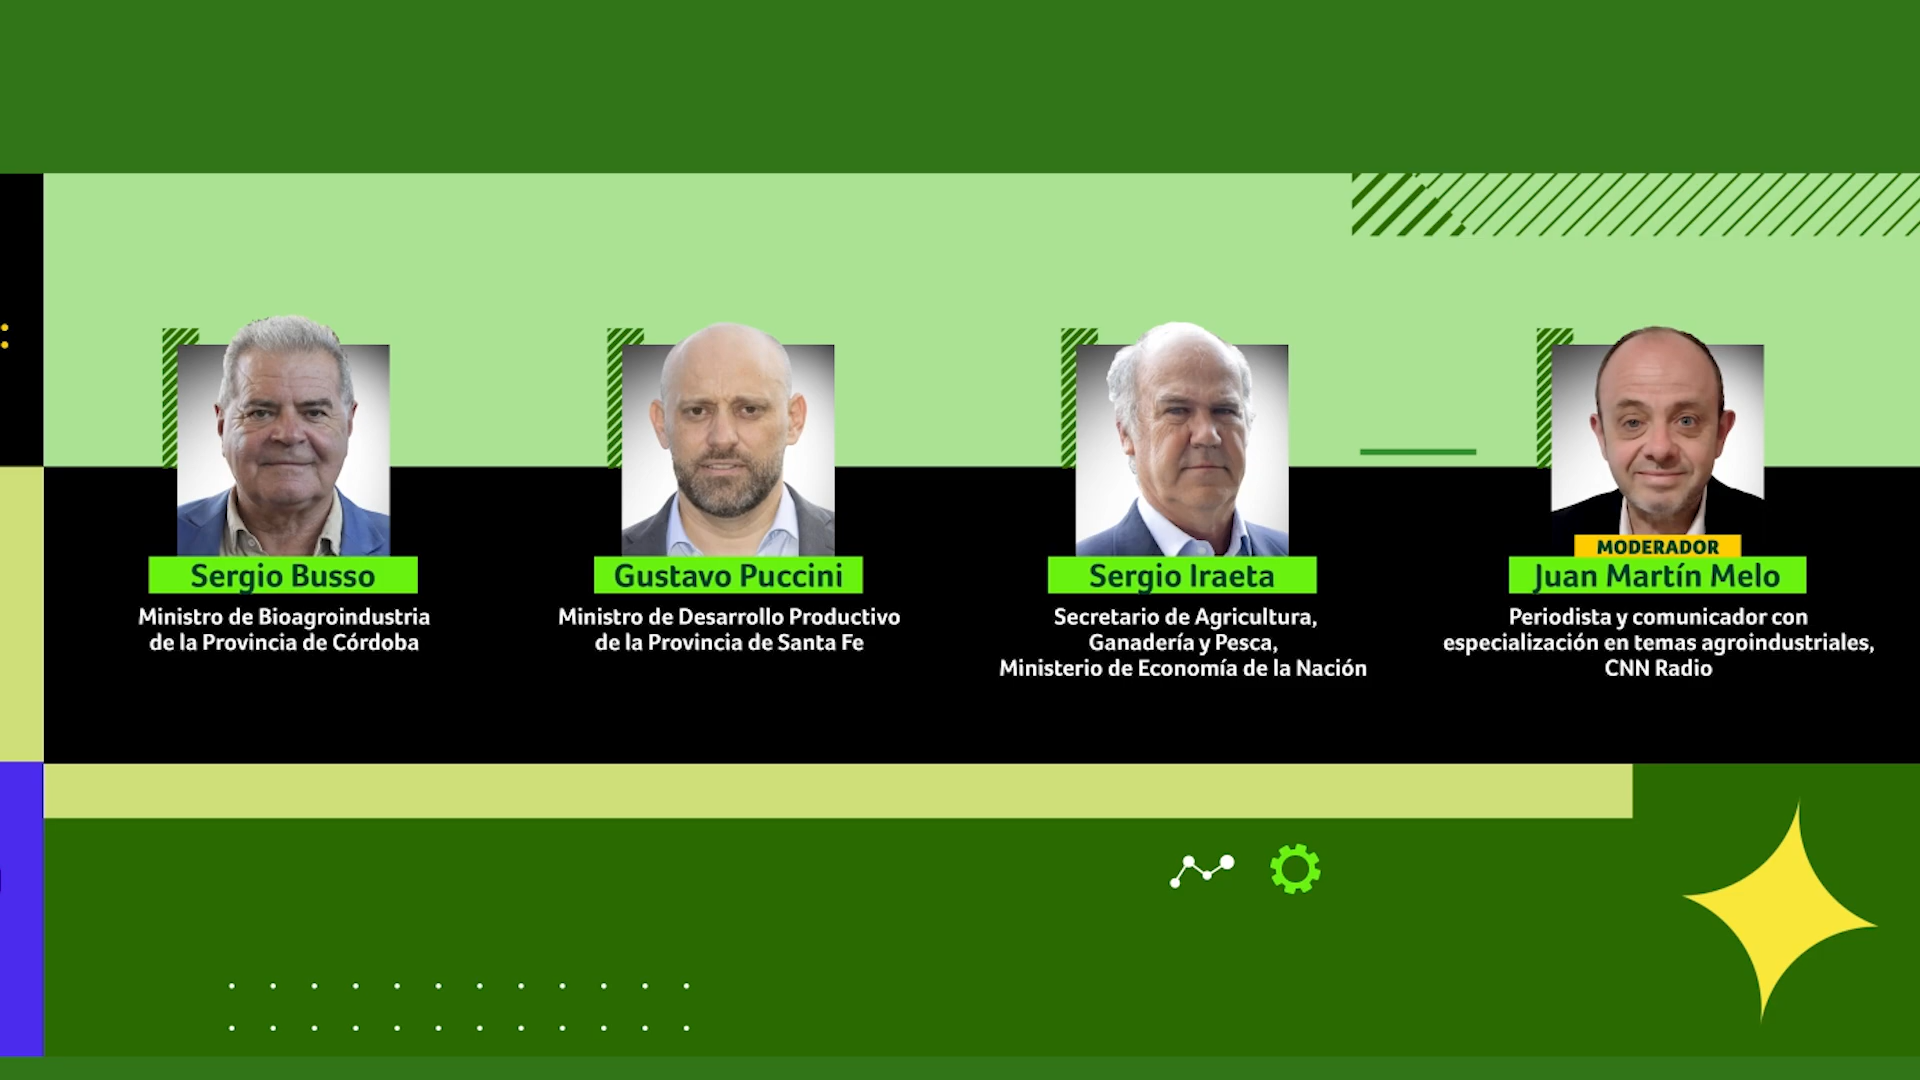 Sergio Busso
Ministro de Bioagroindustria
de la Provincia de Córdoba
Gustavo Puccini
Ministro de Desarrollo Productivo
de la Provincia de Santa Fe
Sergio Iraeta
Secretario de Agricultura,
Ganadería y Pesca,
Ministerio de Economía de la Nación
MODERADOR
Juan Martín Melo
Periodista y comunicador con
especialización en temas agroindustriales,
CNN Radio